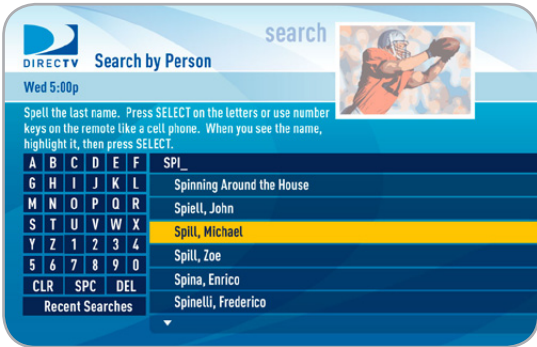 search
DIRECTV Search by Person
Wed 5:00p
Spell the last name. Press SELECT on the letters or use number
keys on the remote like a cell phone. When you see the name,
highlight it, then press SELECT.
A B C D E F
G H I J K L
M N O P Q R
S T U V W X
Y Z 1 2 3 4
5 6 7 8 9 0
CLR SPC DEL
Recent Searches
SPI_
Spinning Around the House
Spiell, John
Spill, Michael
Spill, Zoe
Spina, Enrico
Spinelli, Frederico